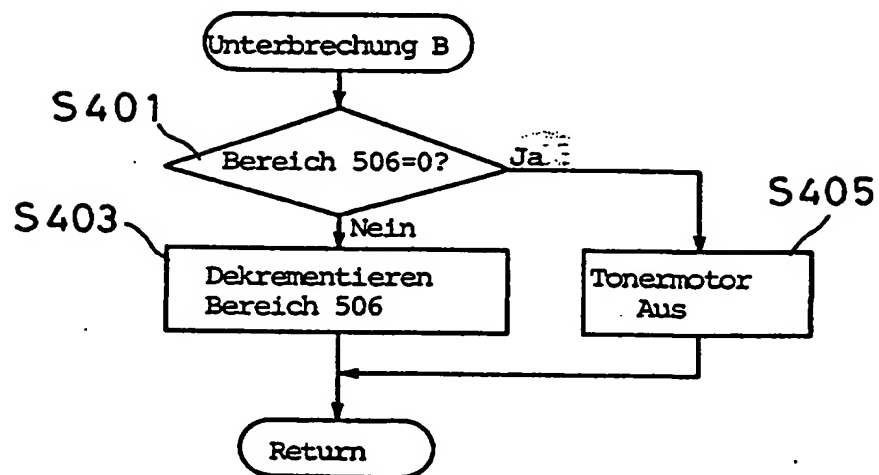 Unterbrechung B
S401
Bereich 506=0?
Ja
S403
Nein
S405
Dekrementieren
Bereich 506
Tonermotor
Aus
Return